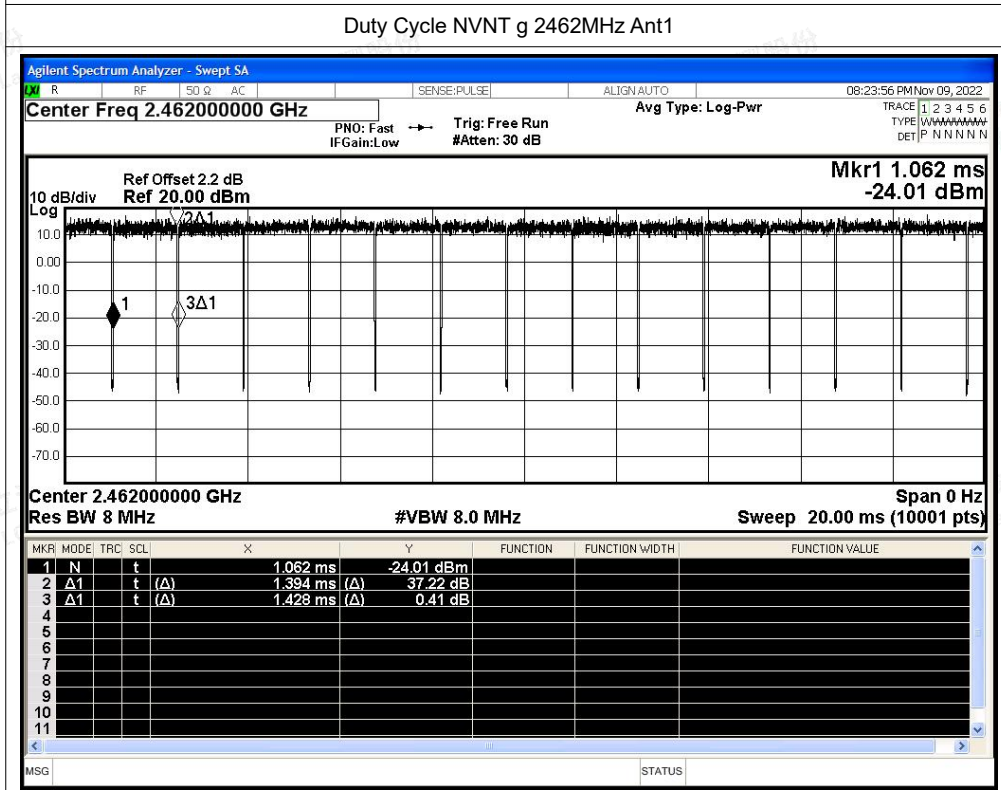 Duty Cycle NVNT g 2462MHz Ant1
Agilent Spectrum Analyzer - Swept SA
LXI R RF 50 Ω AC SENSE:PULSE ALIGN AUTO 08:23:56 PM Nov 09, 2022
Center Freq 2.462000000 GHz Avg Type: Log-Pwr TRACE 1 2 3 4 5 6
PNO: Fast Trig: Free Run TYPE WWWWWW
IFGain:Low #Atten: 30 dB DET P N N N N N
Mkr1 1.062 ms
Ref Offset 2.2 dB
10 dB/div Ref 20.00 dBm -24.01 dBm
Log
2Δ1
10.0
0.00
-10.0
1 3Δ1
-20.0
-30.0
-40.0
-50.0
-60.0
-70.0
Center 2.462000000 GHz Span 0 Hz
Res BW 8 MHz #VBW 8.0 MHz Sweep 20.00 ms (10001 pts)
MKR MODE TRC SCL X Y FUNCTION FUNCTION WIDTH FUNCTION VALUE
1 N t 1.062 ms -24.01 dBm
2 Δ1 t (Δ) 1.394 ms (Δ) 37.22 dB
3 Δ1 t (Δ) 1.428 ms (Δ) 0.41 dB
4
5
6
7
8
9
10
11
MSG STATUS